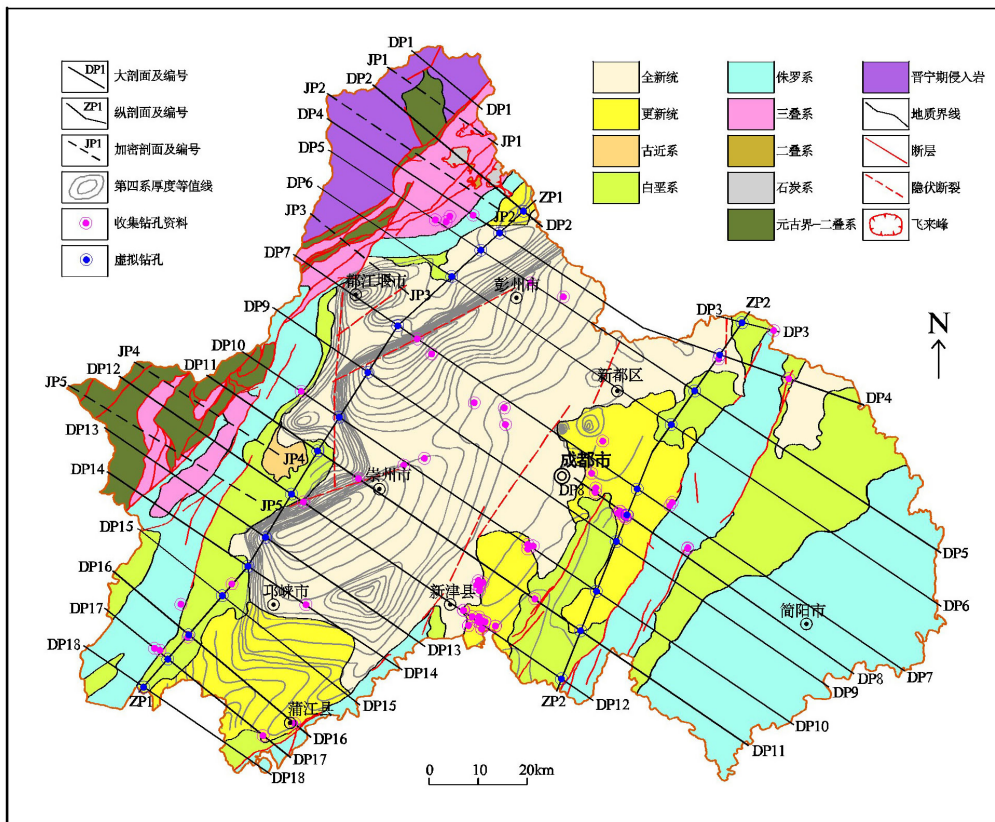 DP1
大剖面及编号
ZP1
纵剖面及编号
JP1
加密剖面及编号
第四系厚度等值线
收集钻孔资料
虚拟钻孔
全新统
更新统
古近系
白垩系
侏罗系
三叠系
二叠系
石炭系
元古界一二叠系
晋宁期侵入岩
地质界线
断层
隐伏断裂
飞来峰
N
DP1
JP1
DP2
JP2
DP4
DP5
DP6
JP3
DP7
DP9
DP10
DP11
JP4
DP12
JP5
DP13
DP14
DP15
DP16
DP17
DP18
DP1
JP1
ZP1
DP2
JP2
都江堰市
JP3
彭州市
DP3
ZP2
DP3
DP4
新都区
成都市
DP8
JP4
JP5
崇州市
邛崃市
新津县
简阳市
蒲江县
DP5
DP6
DP7
DP8
DP9
DP10
DP11
DP12
ZP2
DP13
DP14
DP15
DP16
DP17
DP18
ZP1
0 10 20km